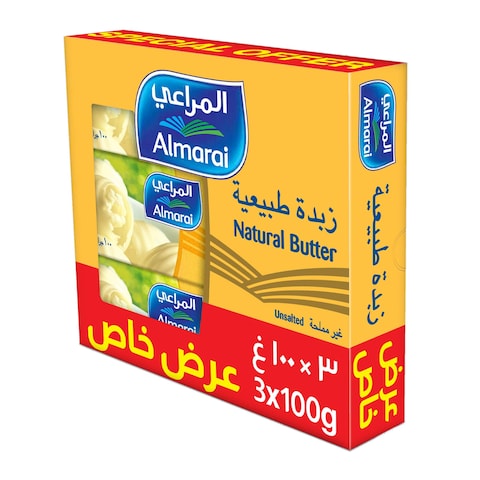 SPECIAL OFFER
المراعي
Almarai
زبدة طبيعية
Natural Butter
Unsalted غير مملحة
٣ × ١٠٠ غ
3x100g
عرض خاص
المراعي
Almarai
المراعي
Almarai
المراعي
Almarai
زبدة طبيعية
عرض
خاص